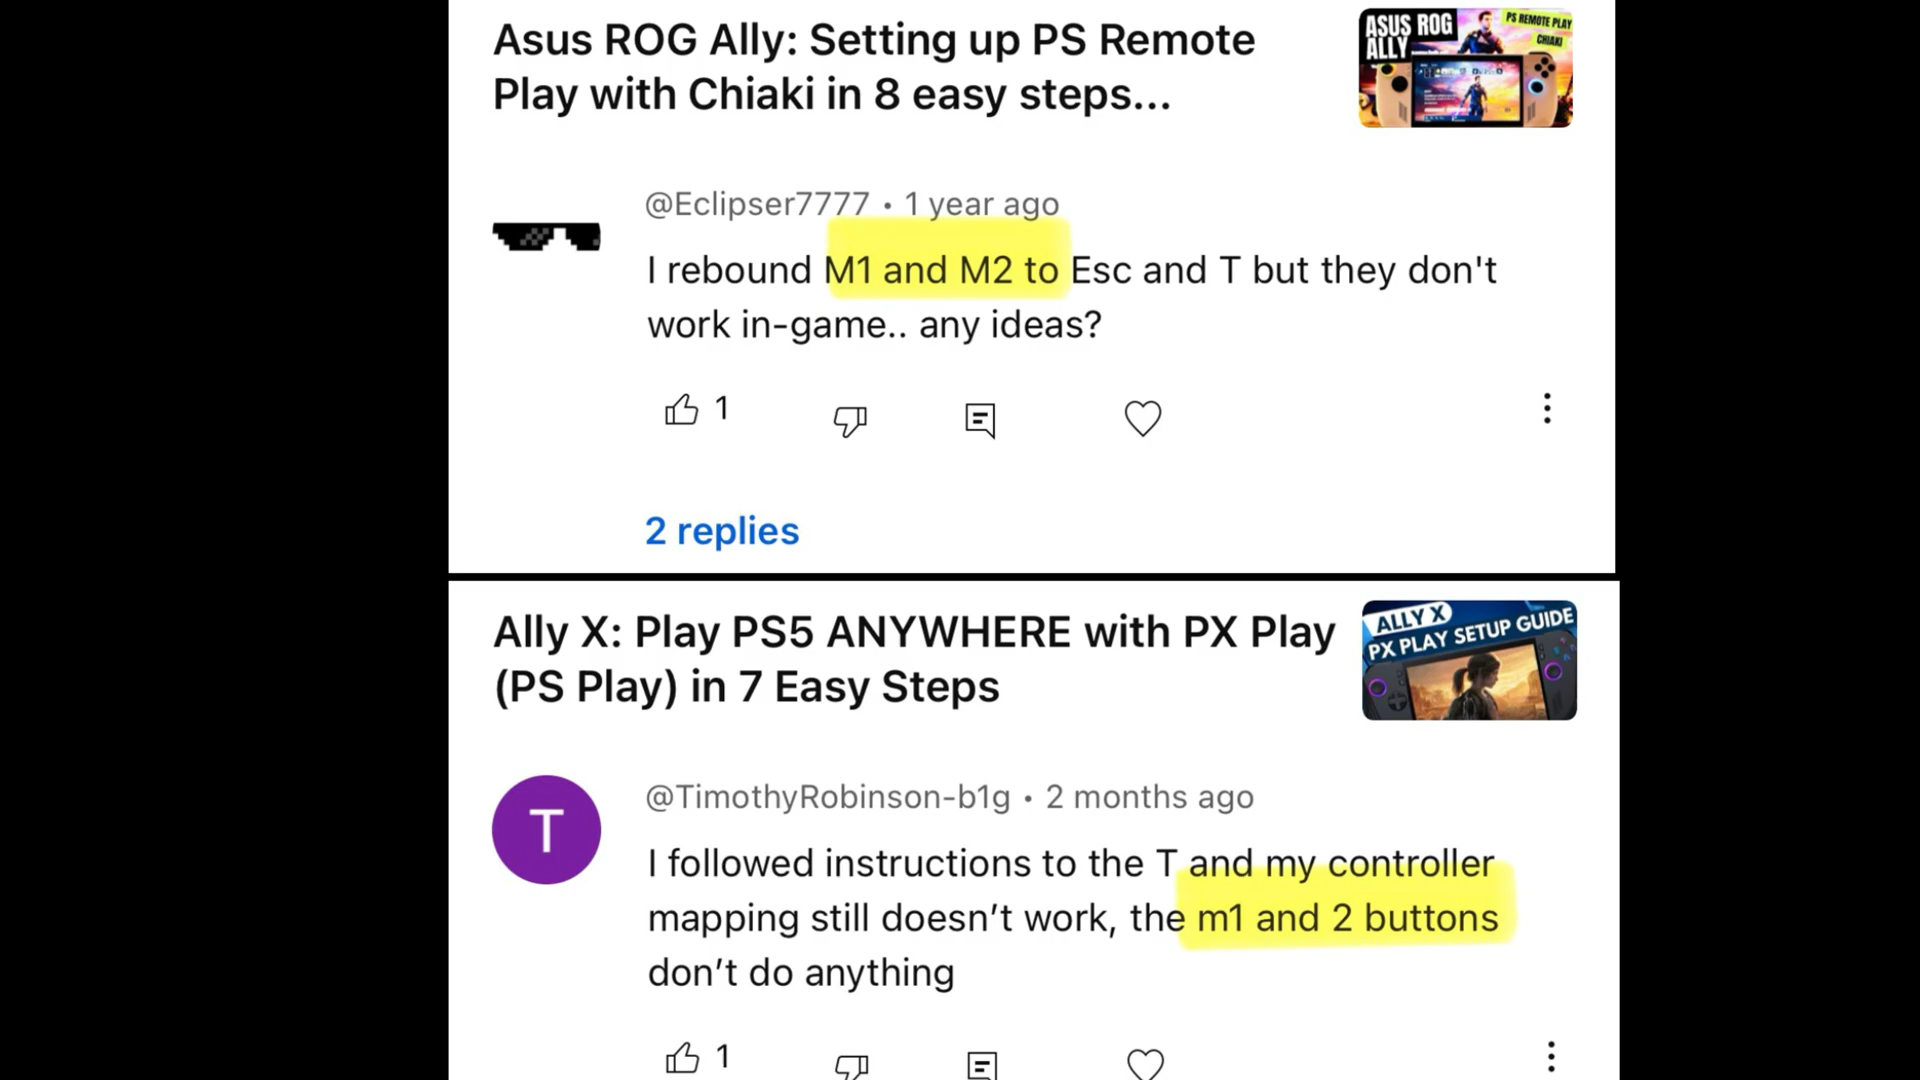 Asus ROG Ally: Setting up PS Remote
Play with Chiaki in 8 easy steps...
ASUS ROG
ALLY
PS REMOTE PLAY
CHIAKI
@Eclipser7777 • 1 year ago
I rebound M1 and M2 to Esc and T but they don't
work in-game.. any ideas?
1
2 replies
Ally X: Play PS5 ANYWHERE with PX Play
(PS Play) in 7 Easy Steps
ALLY X
PX PLAY SETUP GUIDE
T
@TimothyRobinson-b1g • 2 months ago
I followed instructions to the T and my controller
mapping still doesn’t work, the m1 and 2 buttons
don’t do anything
1